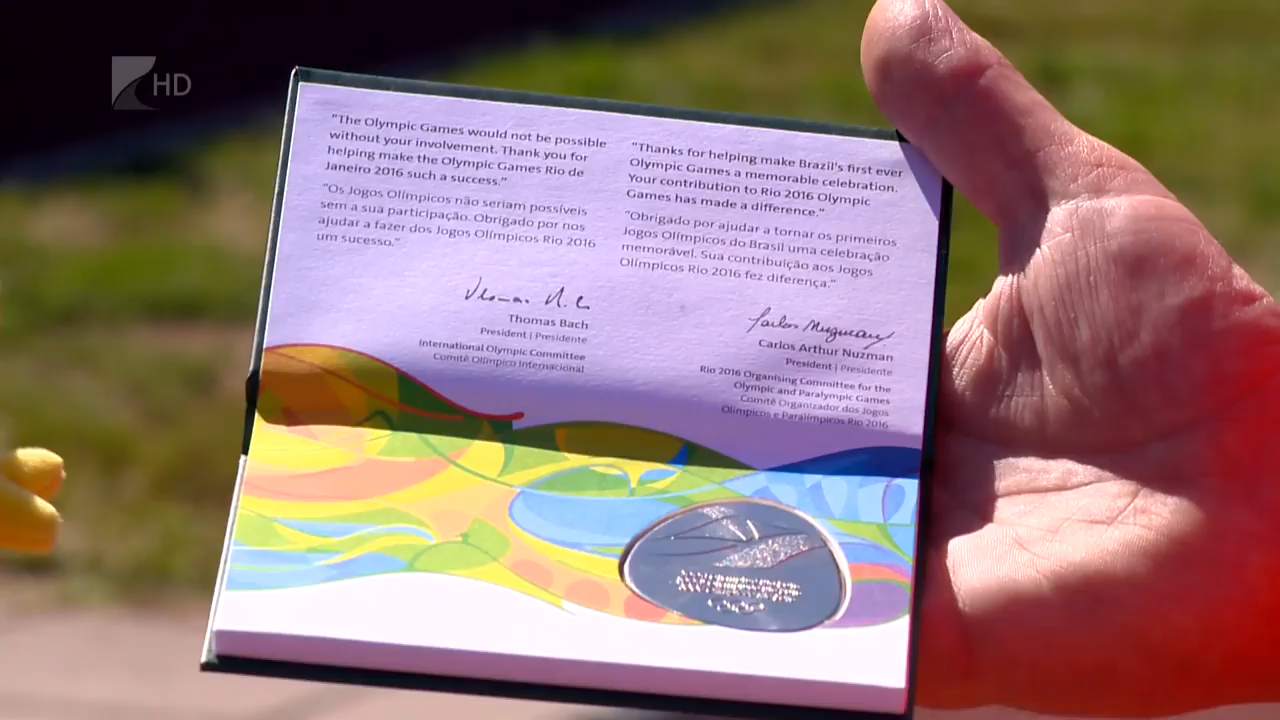 HD
"The Olympic Games would not be possible
without your involvement. Thank you for
helping make the Olympic Games Rio de
Janeiro 2016 such a success."
"Os Jogos Olímpicos não seriam possíveis
sem a sua participação. Obrigado por nos
ajudar a fazer dos Jogos Olímpicos Rio 2016
um sucesso."
Thomas Bach
President | Presidente
International Olympic Committee
Comitê Olímpico Internacional
"Thanks for helping make Brazil's first ever
Olympic Games a memorable celebration.
Your contribution to Rio 2016 Olympic
Games has made a difference."
"Obrigado por ajudar a tornar os primeiros
Jogos Olímpicos do Brasil uma celebração
memorável. Sua contribuição aos Jogos
Olímpicos Rio 2016 fez diferença."
Carlos Arthur Nuzman
President | Presidente
Rio 2016 Organising Committee for the
Olympic and Paralympic Games
Comitê Organizador dos Jogos
Olímpicos e Paralímpicos Rio 2016